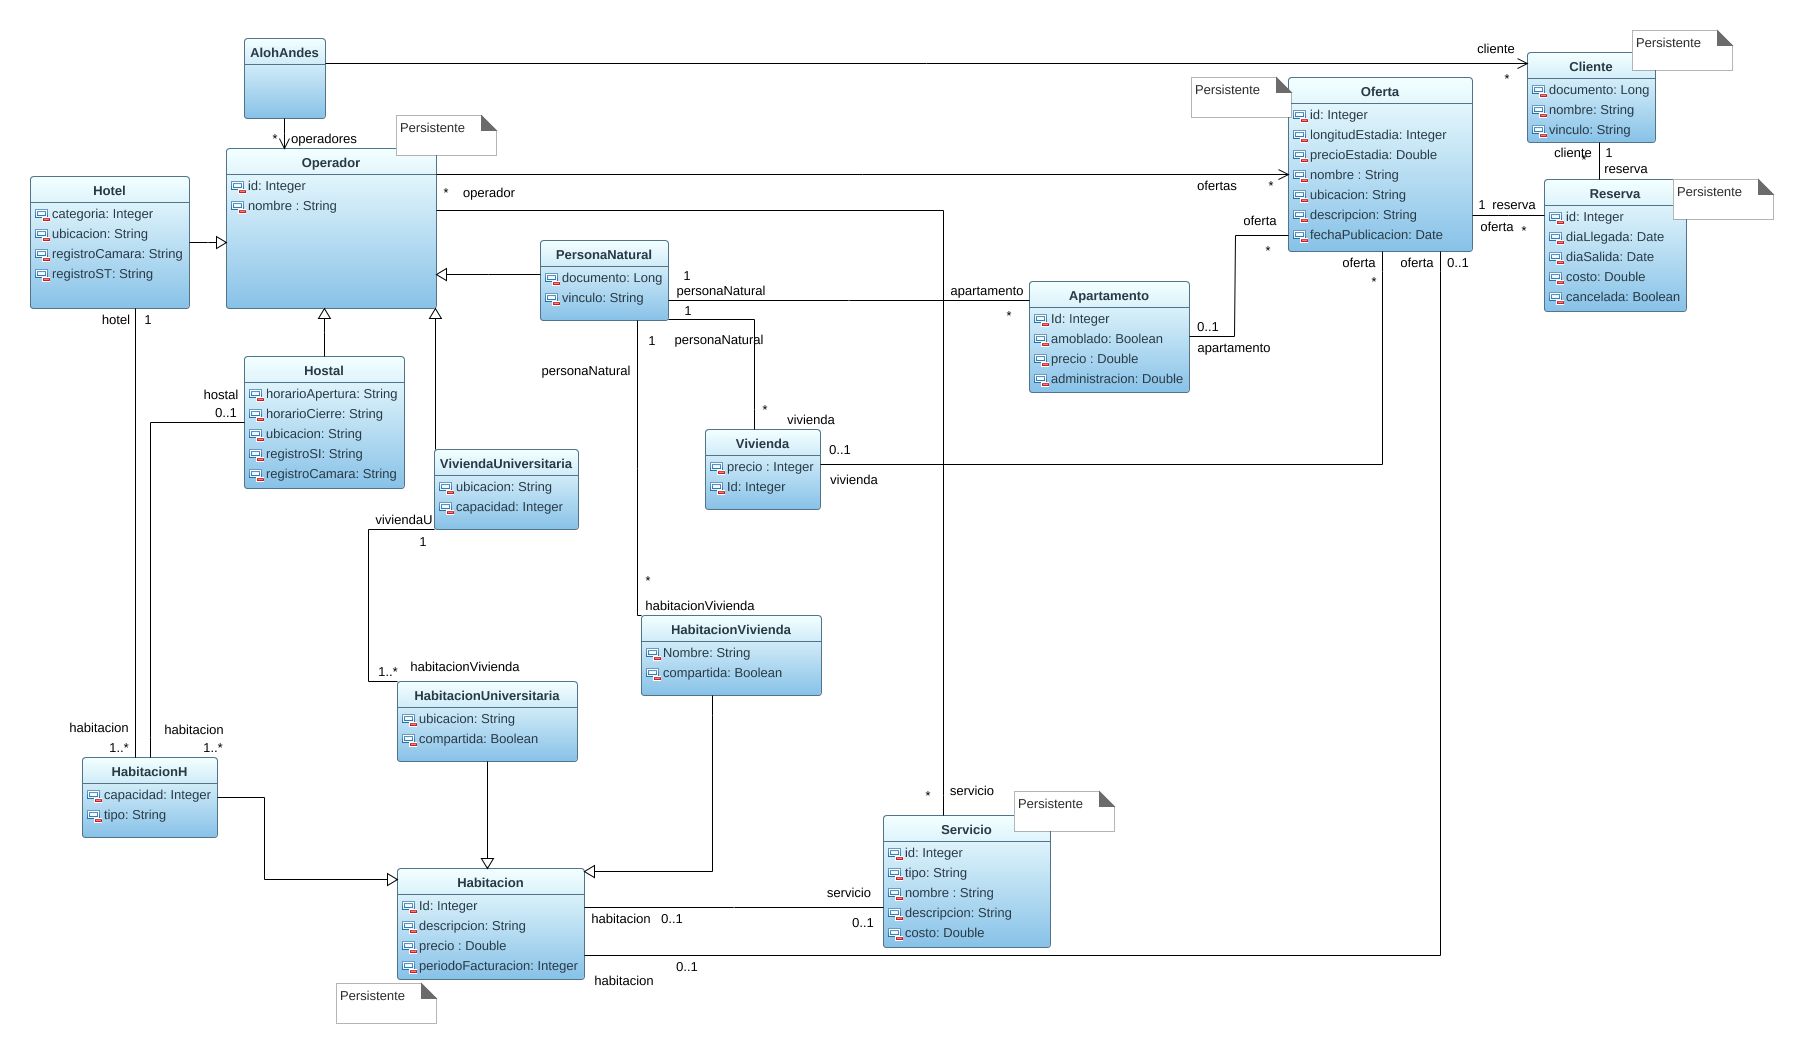 AlohAndes
cliente
*
Persistente
Cliente
documento: Long
nombre: String
vinculo: String
cliente
*
1
reserva
* operadores
Persistente
Operador
id: Integer
nombre : String
* operador
ofertas *
Persistente
Oferta
id: Integer
longitudEstadia: Integer
precioEstadia: Double
nombre : String
ubicacion: String
descripcion: String
fechaPublicacion: Date
1 reserva
oferta *
Persistente
Reserva
id: Integer
diaLlegada: Date
diaSalida: Date
costo: Double
cancelada: Boolean
Hotel
categoria: Integer
ubicacion: String
registroCamara: String
registroST: String
hotel 1
PersonaNatural
documento: Long
vinculo: String
1
personaNatural
1
personaNatural
1
personaNatural
apartamento
*
Apartamento
Id: Integer
amoblado: Boolean
precio : Double
administracion: Double
oferta
*
0..1
apartamento
oferta
*
oferta 0..1
Hostal
horarioApertura: String
horarioCierre: String
ubicacion: String
registroSI: String
registroCamara: String
hostal
0..1
ViviendaUniversitaria
ubicacion: String
capacidad: Integer
viviendaU
1
*
vivienda
Vivienda
precio : Integer
Id: Integer
0..1
vivienda
*
habitacionVivienda
HabitacionVivienda
Nombre: String
compartida: Boolean
1..* habitacionVivienda
HabitacionUniversitaria
ubicacion: String
compartida: Boolean
habitacion
1..*
habitacion
1..*
HabitacionH
capacidad: Integer
tipo: String
* servicio
Persistente
Servicio
id: Integer
tipo: String
nombre : String
descripcion: String
costo: Double
servicio
0..1
Habitacion
Id: Integer
descripcion: String
precio : Double
periodoFacturacion: Integer
habitacion 0..1
0..1
habitacion
Persistente